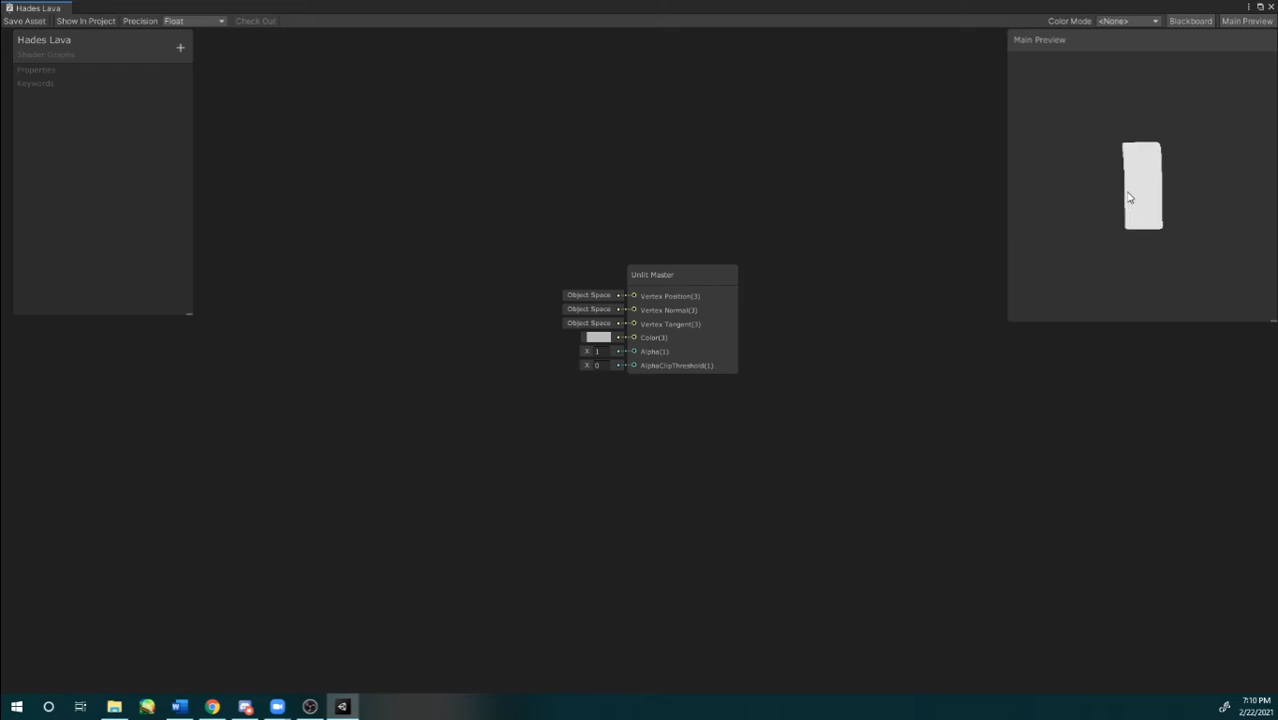 Hades Lava
Save Asset Show In Project Precision Float Check Out Color Mode <None> Blackboard Main Preview
Hades Lava
Shader Graphs
Properties
Keywords
Main Preview
Unlit Master
Object Space Vertex Position(3)
Object Space Vertex Normal(3)
Object Space Vertex Tangent(3)
Color(3)
X 1 Alpha(1)
X 0 AlphaClipThreshold(1)
7:10 PM
2/22/2021